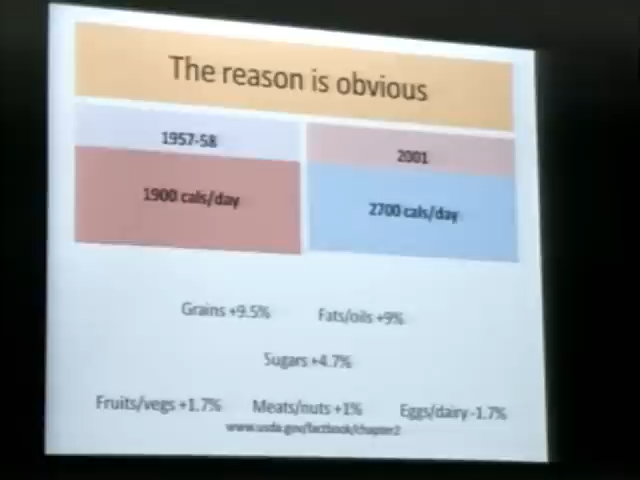 The reason is obvious
1957-58
2001
1900 cals/day
2700 cals/day
Grains +9.5%
Fats/oils +9%
Sugars +4.7%
Fruits/vegs +1.7%
Meats/nuts +1%
Eggs/dairy -1.7%
www.usda.gov/factbook/chapter2